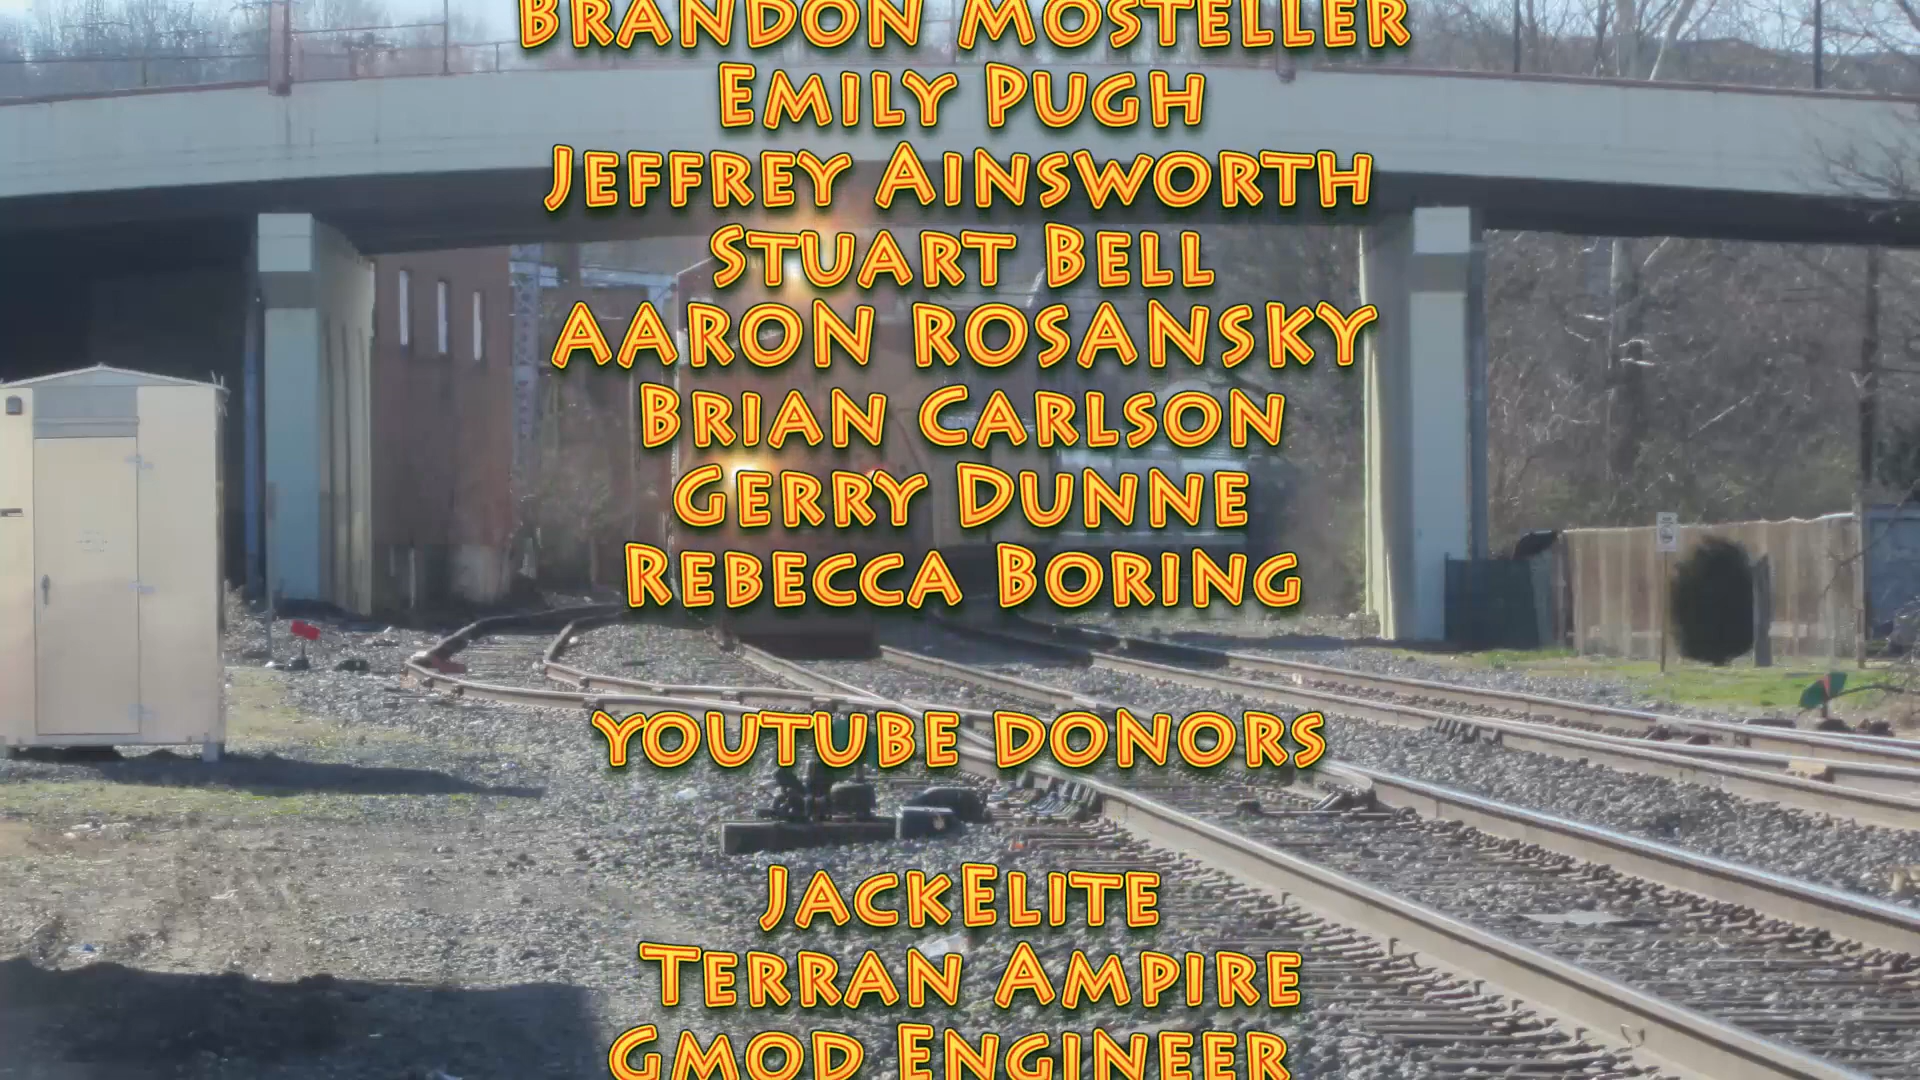 BRANDON MOSTELLER
EMILY PUGH
JEFFREY AINSWORTH
STUART BELL
AARON ROSANSKY
BRIAN CARLSON
GERRY DUNNE
REBECCA BORING
YOUTUBE DONORS
JACKELITE
TERRAN AMPIRE
GMOD ENGINEER